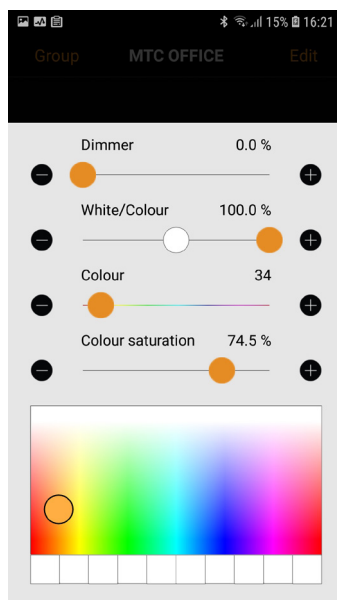 15% 16:21
Group MTC OFFICE Edit
Dimmer 0.0 %
White/Colour 100.0 %
Colour 34
Colour saturation 74.5 %